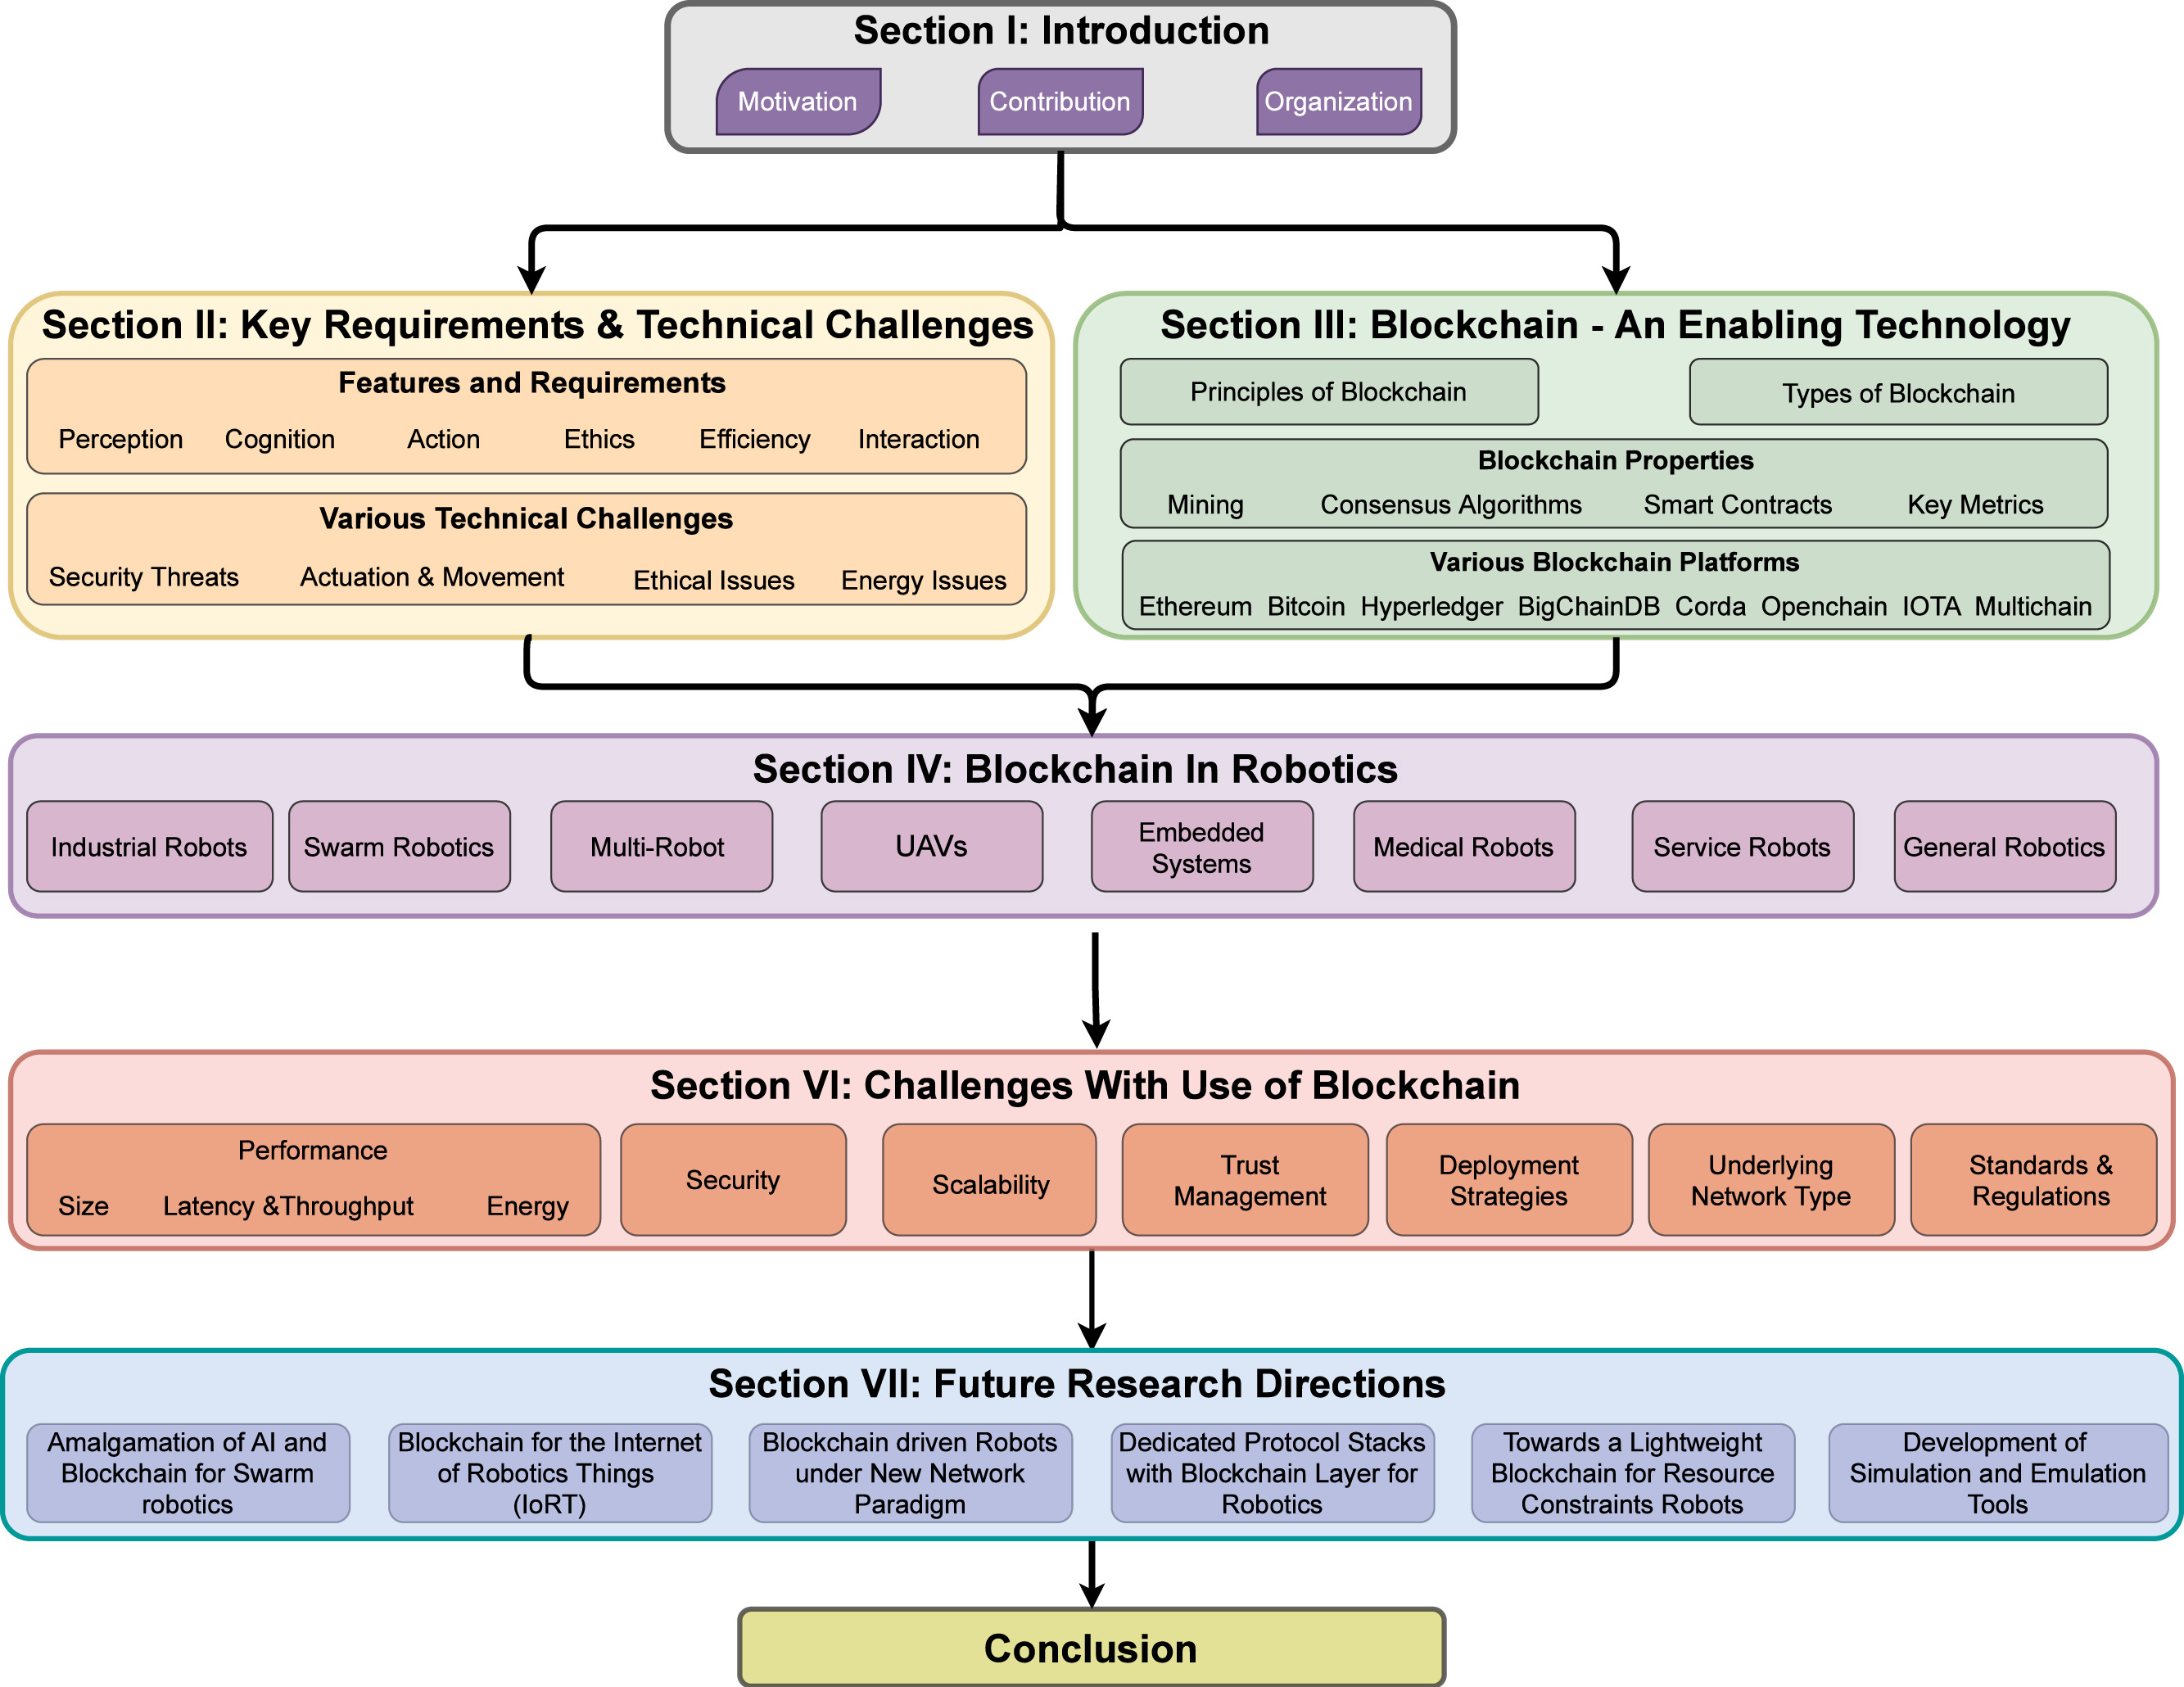 Section I: Introduction
Motivation
Contribution
Organization
Section II: Key Requirements & Technical Challenges
Features and Requirements
Perception Cognition Action Ethics Efficiency Interaction
Various Technical Challenges
Security Threats Actuation & Movement Ethical Issues Energy Issues
Section III: Blockchain - An Enabling Technology
Principles of Blockchain
Types of Blockchain
Blockchain Properties
Mining Consensus Algorithms Smart Contracts Key Metrics
Various Blockchain Platforms
Ethereum Bitcoin Hyperledger BigChainDB Corda Openchain IOTA Multichain
Section IV: Blockchain In Robotics
Industrial Robots
Swarm Robotics
Multi-Robot
UAVs
Embedded
Systems
Medical Robots
Service Robots
General Robotics
Section VI: Challenges With Use of Blockchain
Performance
Size Latency &Throughput Energy
Security
Scalability
Trust
Management
Deployment
Strategies
Underlying
Network Type
Standards &
Regulations
Section VII: Future Research Directions
Amalgamation of AI and
Blockchain for Swarm
robotics
Blockchain for the Internet
of Robotics Things
(IoRT)
Blockchain driven Robots
under New Network
Paradigm
Dedicated Protocol Stacks
with Blockchain Layer for
Robotics
Towards a Lightweight
Blockchain for Resource
Constraints Robots
Development of
Simulation and Emulation
Tools
Conclusion